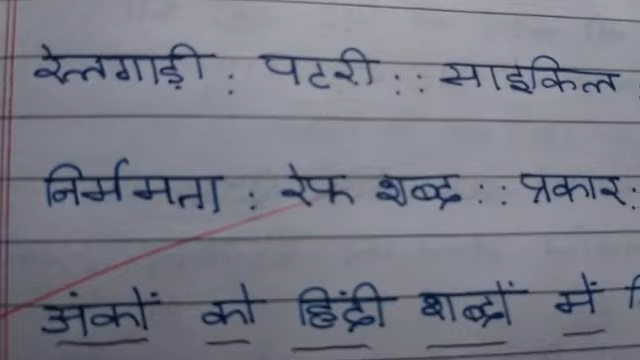 रेलगाड़ी : पटरी :: साइकिल :
निर्ममता : रेफ शब्द :: प्रकार :
अंकों को हिंदी शब्दों में